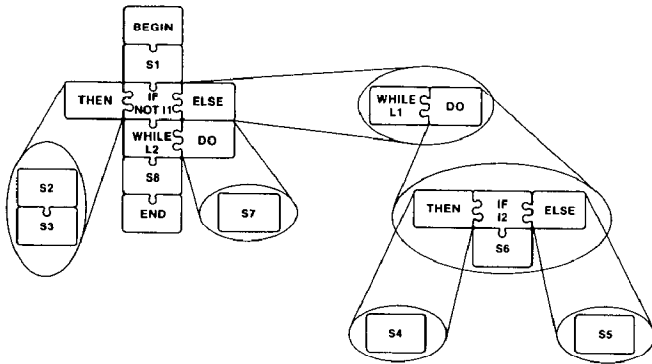 BEGIN
S1
THEN
IF
NOT I1
ELSE
WHILE
L2
DO
S8
END
S2
S3
S7
WHILE
L1
DO
THEN
IF
I2
ELSE
S6
S4
S5